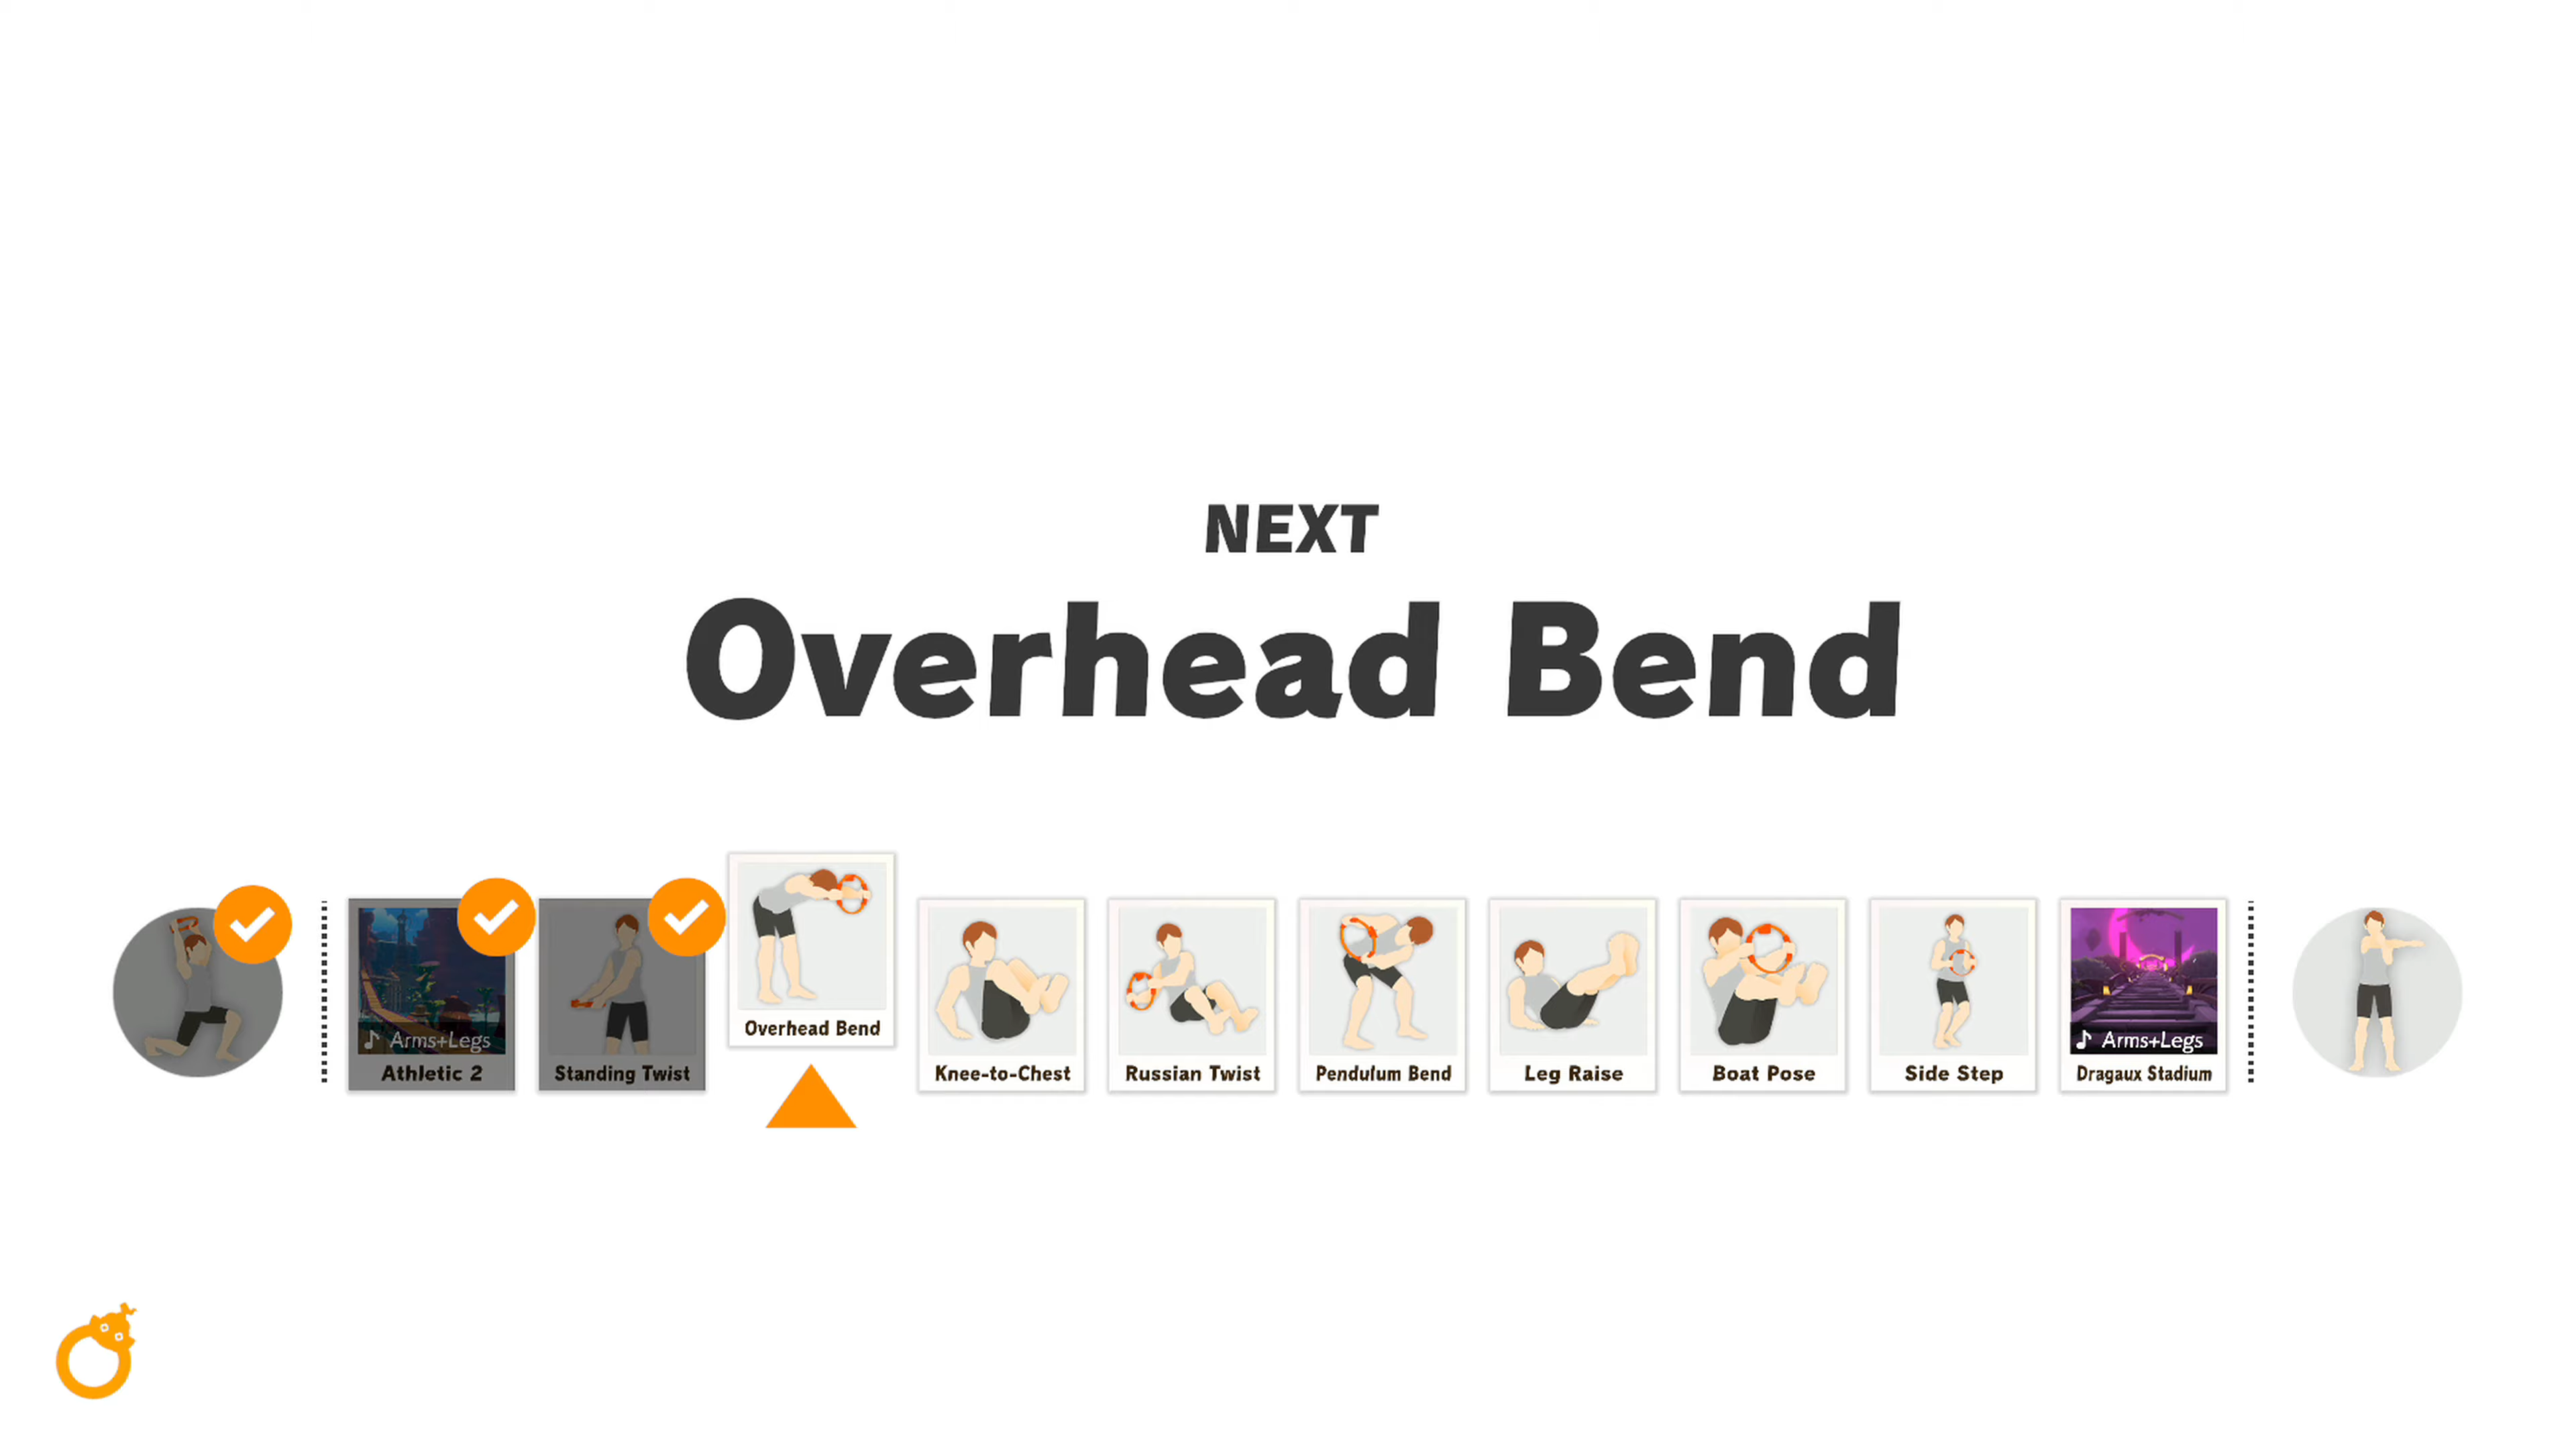 NEXT
Overhead Bend
♪ Arms+Legs
Athletic 2
Standing Twist
Overhead Bend
Knee-to-Chest
Russian Twist
Pendulum Bend
Leg Raise
Boat Pose
Side Step
♪ Arms+Legs
Dragaux Stadium